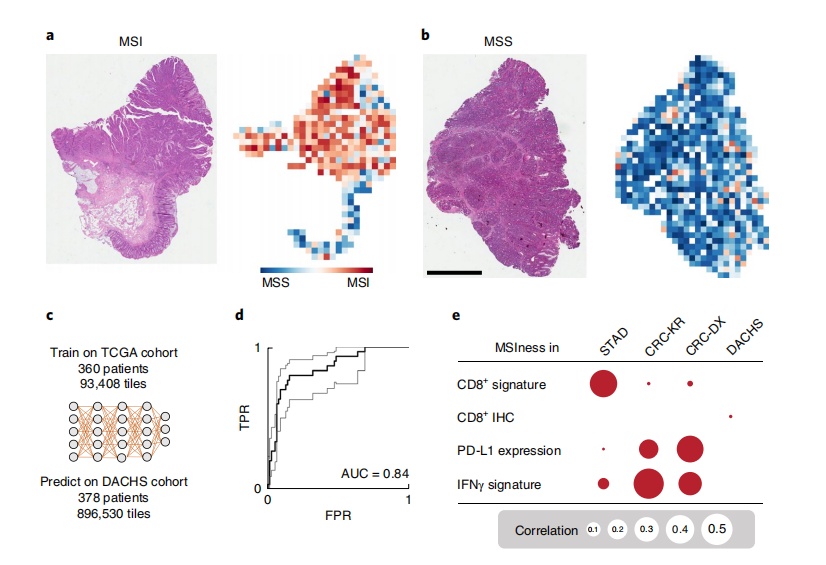 a
MSI
b
MSS
MSS
MSI
c
Train on TCGA cohort
360 patients
93,408 tiles
Predict on DACHS cohort
378 patients
896,530 tiles
d
1
TPR
0
AUC = 0.84
0
1
FPR
e
MSIness in
STAD
CRC-KR
CRC-DX
DACHS
CD8⁺ signature
CD8⁺ IHC
PD-L1 expression
IFNγ signature
Correlation 0.1 0.2 0.3 0.4 0.5